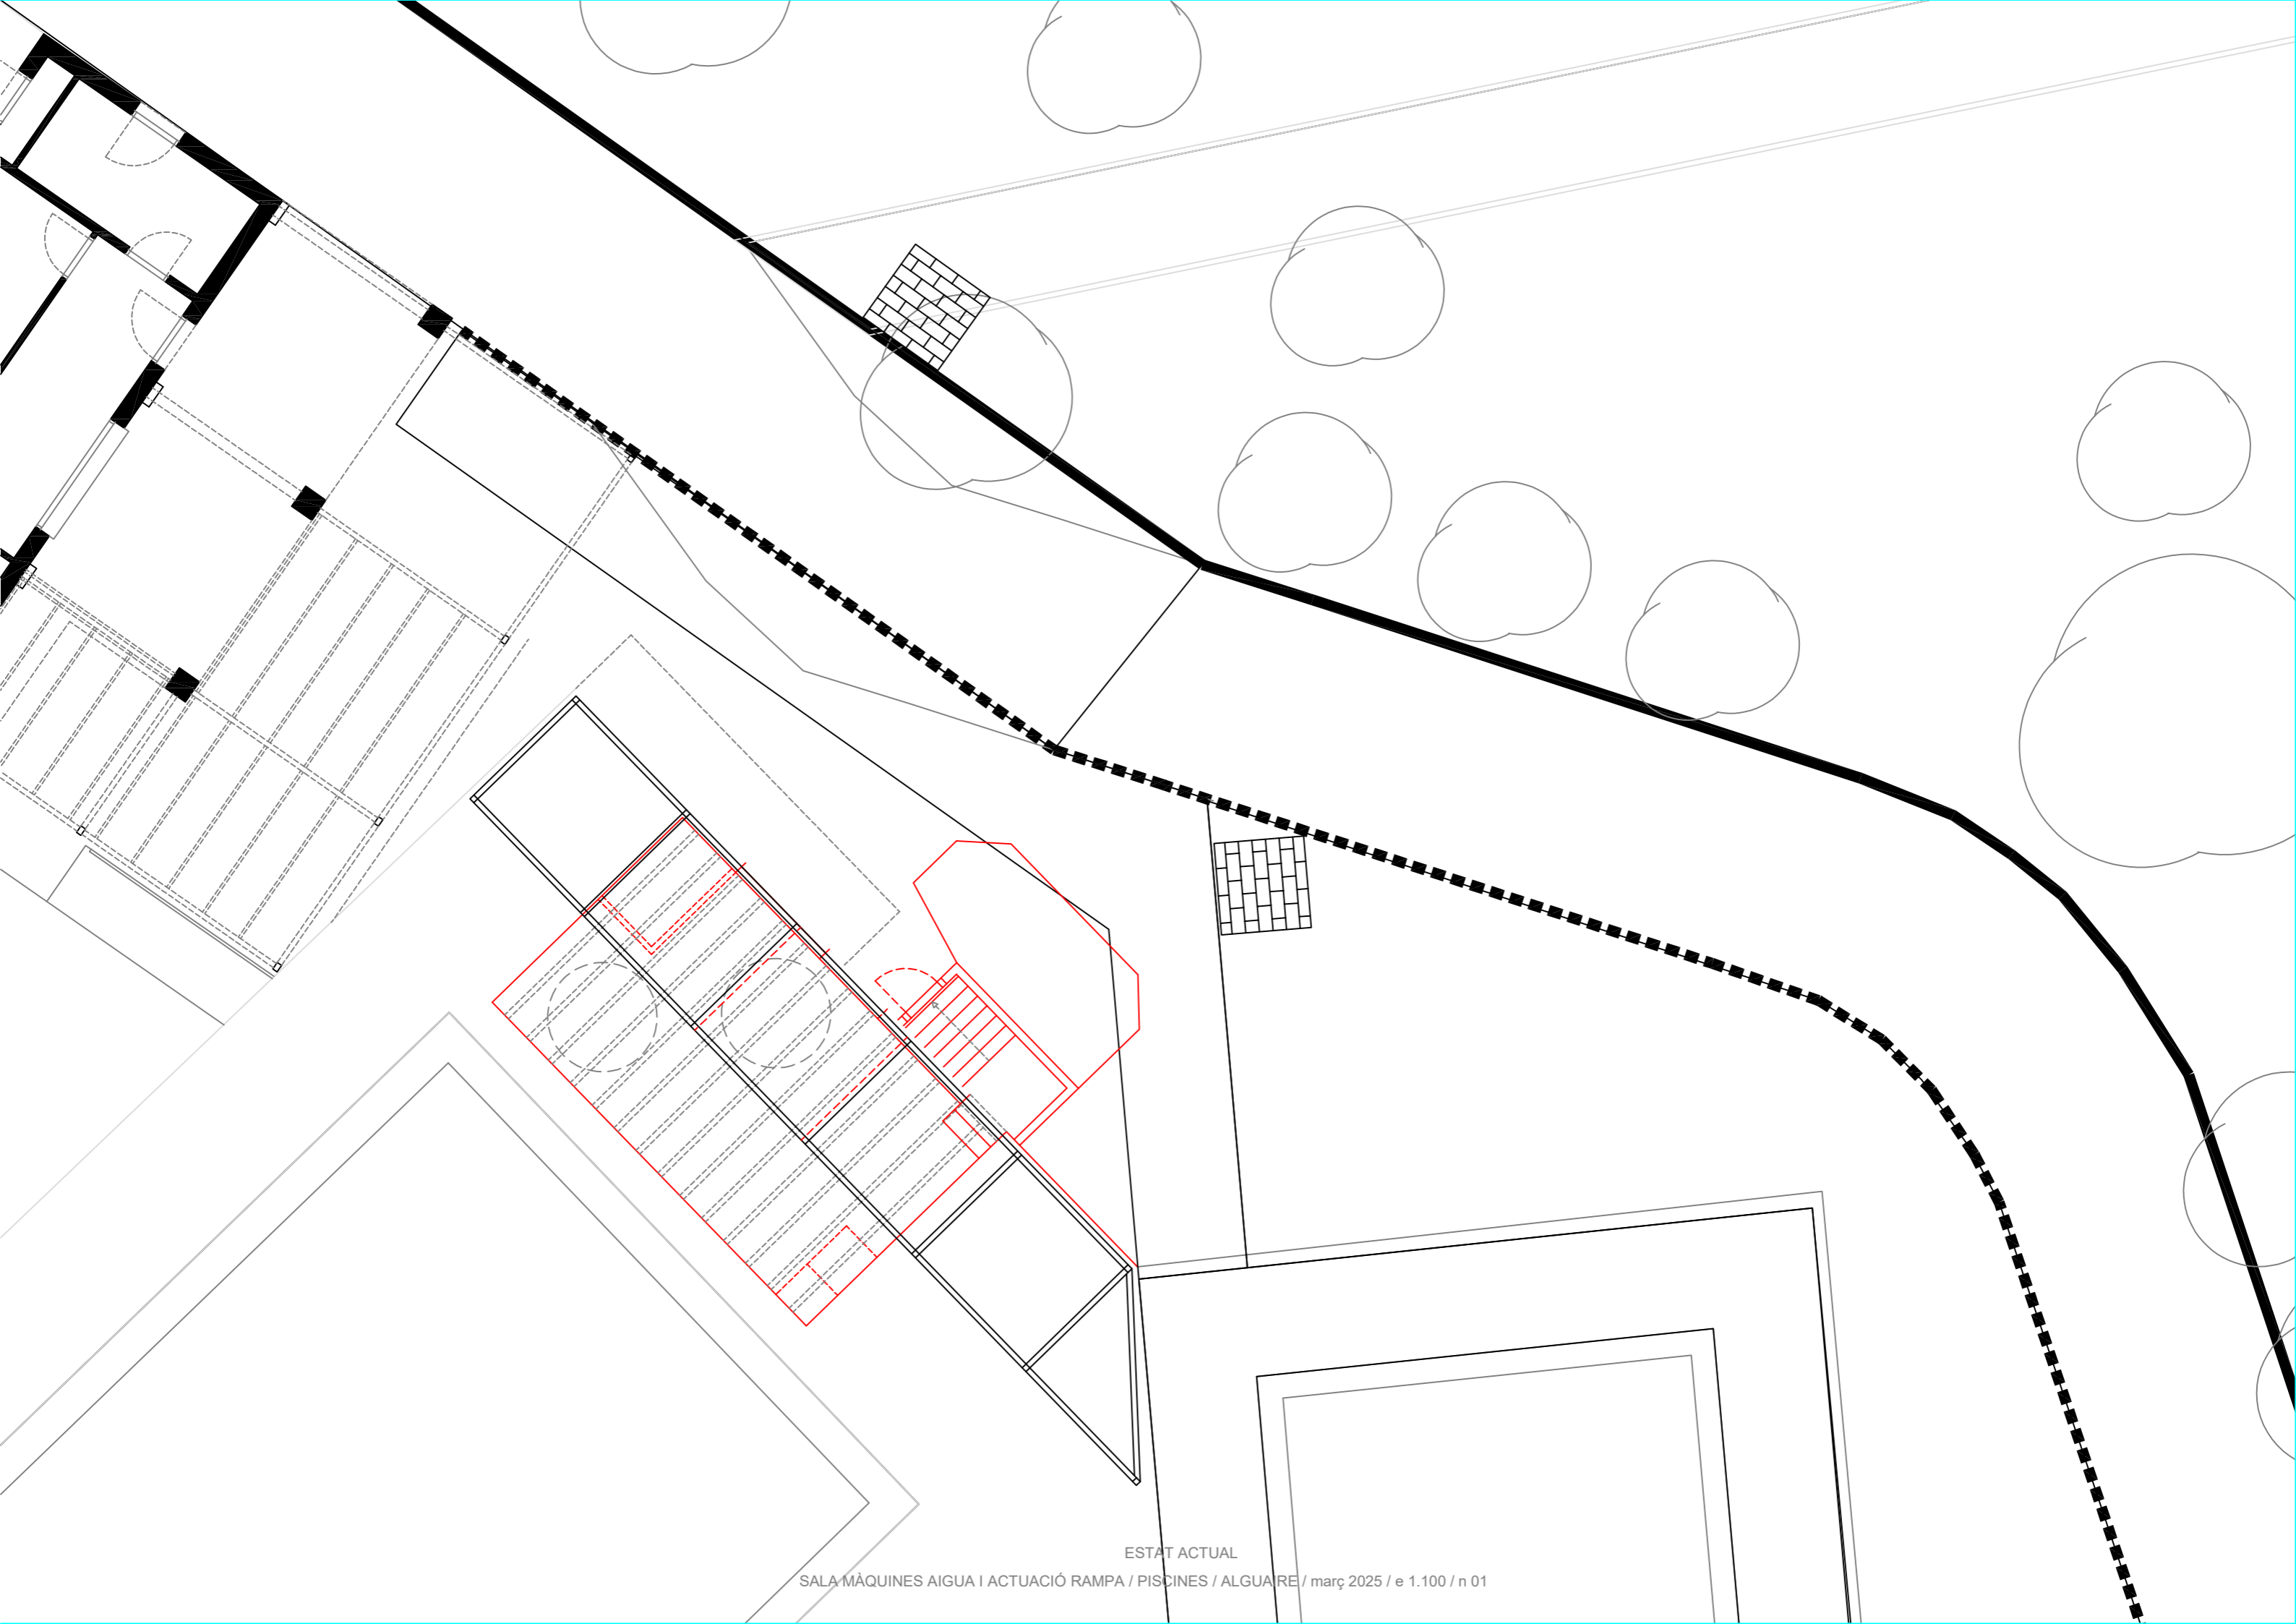 ESTAT ACTUAL
SALA MÀQUINES AIGUA I ACTUACIÓ RAMPA / PISCINES / ALGUAIRE / març 2025 / e 1.100 / n 01